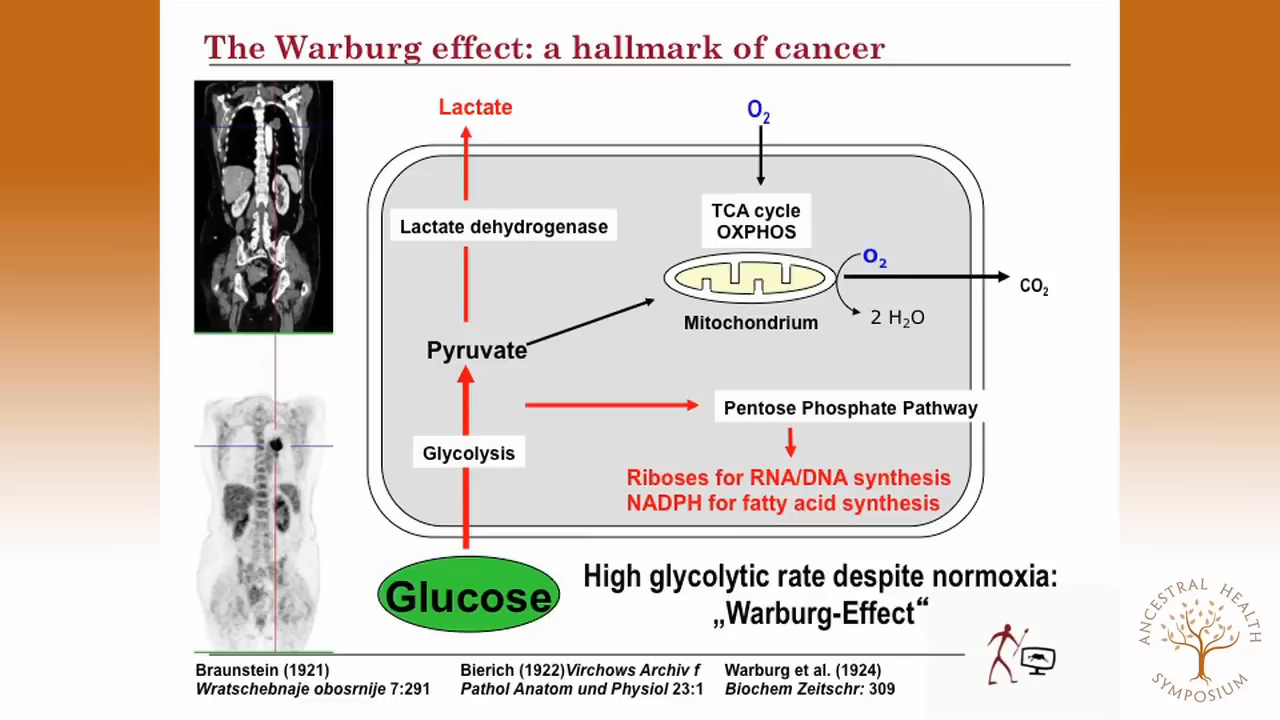 The Warburg effect: a hallmark of cancer
Lactate
O₂
Lactate dehydrogenase
TCA cycle
OXPHOS
O₂
CO₂
2 H₂O
Mitochondrium
Pyruvate
Pentose Phosphate Pathway
Glycolysis
Riboses for RNA/DNA synthesis
NADPH for fatty acid synthesis
Glucose
High glycolytic rate despite normoxia:
„Warburg-Effect“
Braunstein (1921)
Wratschebnaje obosrnije 7:291
Bierich (1922)Virchows Archiv f
Pathol Anatom und Physiol 23:1
Warburg et al. (1924)
Biochem Zeitschr: 309
ANCESTRAL HEALTH
SYMPOSIUM